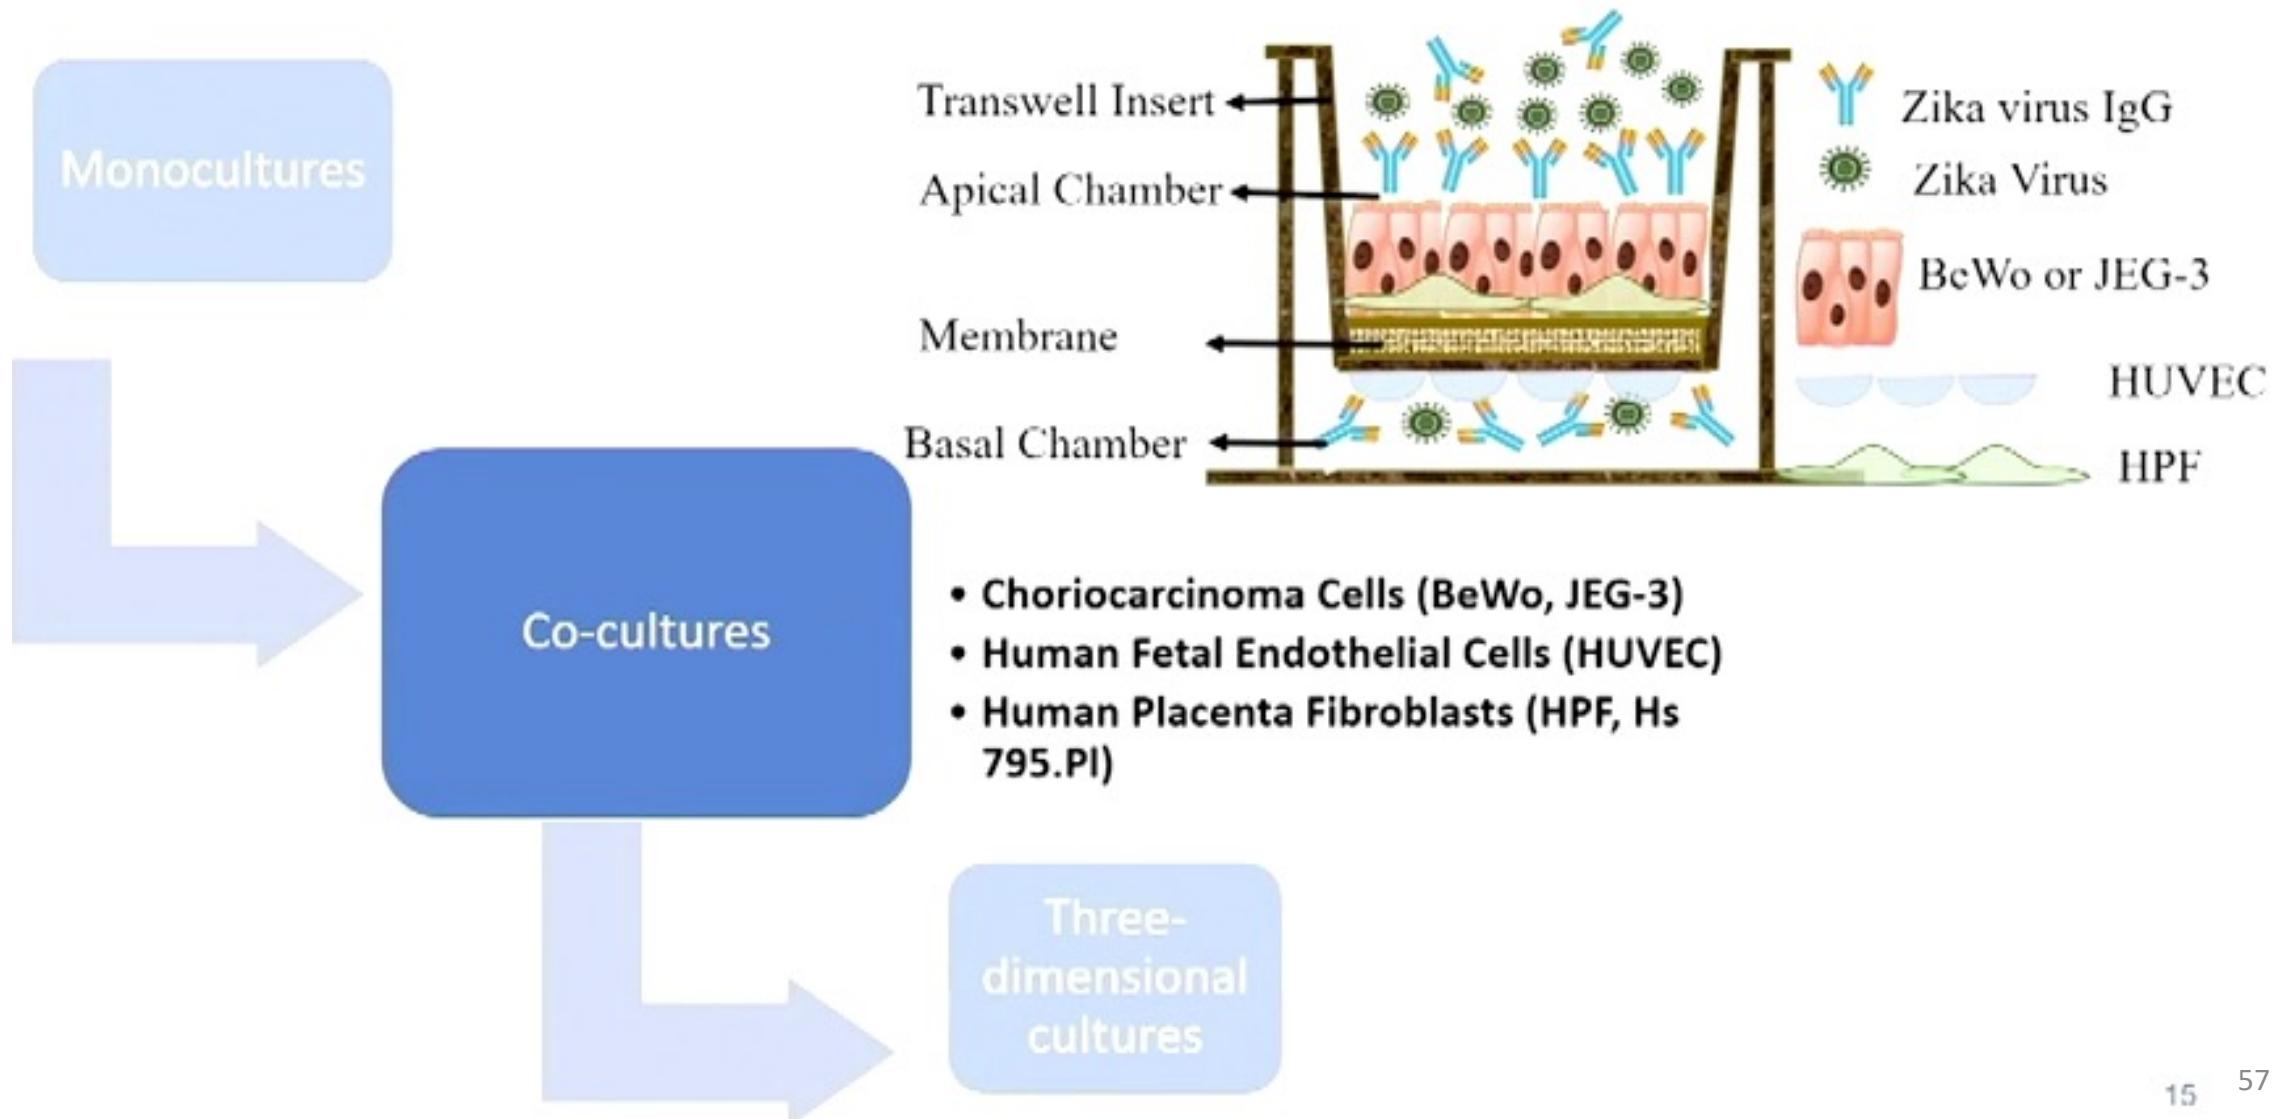 Monocultures
Transwell Insert
Apical Chamber
Membrane
Basal Chamber
Zika virus IgG
Zika Virus
BeWo or JEG-3
HUVEC
HPF
Co-cultures
• Choriocarcinoma Cells (BeWo, JEG-3)
• Human Fetal Endothelial Cells (HUVEC)
• Human Placenta Fibroblasts (HPF, Hs
795.Pl)
Three-
dimensional
cultures
15
57